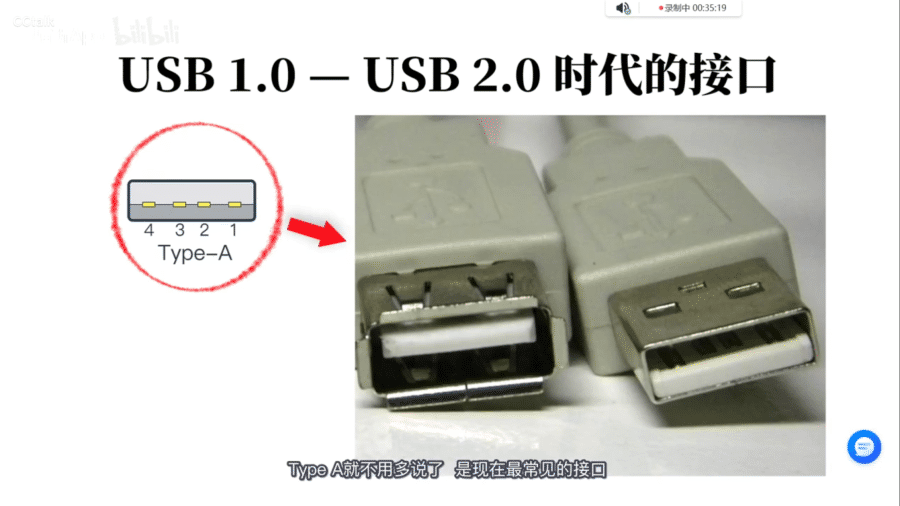 录制中 00:35:19
bilibili
USB 1.0 — USB 2.0 时代的接口
4 3 2 1
Type-A
Type A就不用多说了 是现在最常见的接口